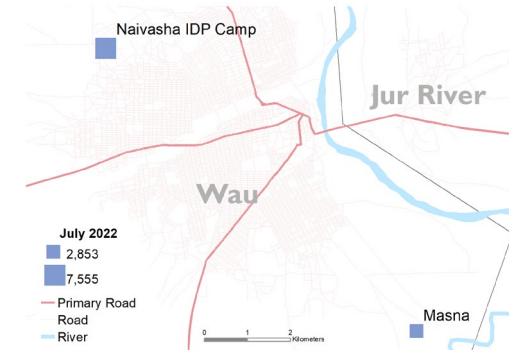 Naivasha IDP Camp
Jur River
Wau
July 2022
2,853
7,555
Primary Road
Road
River
Masna
0 1 2
Kilometers